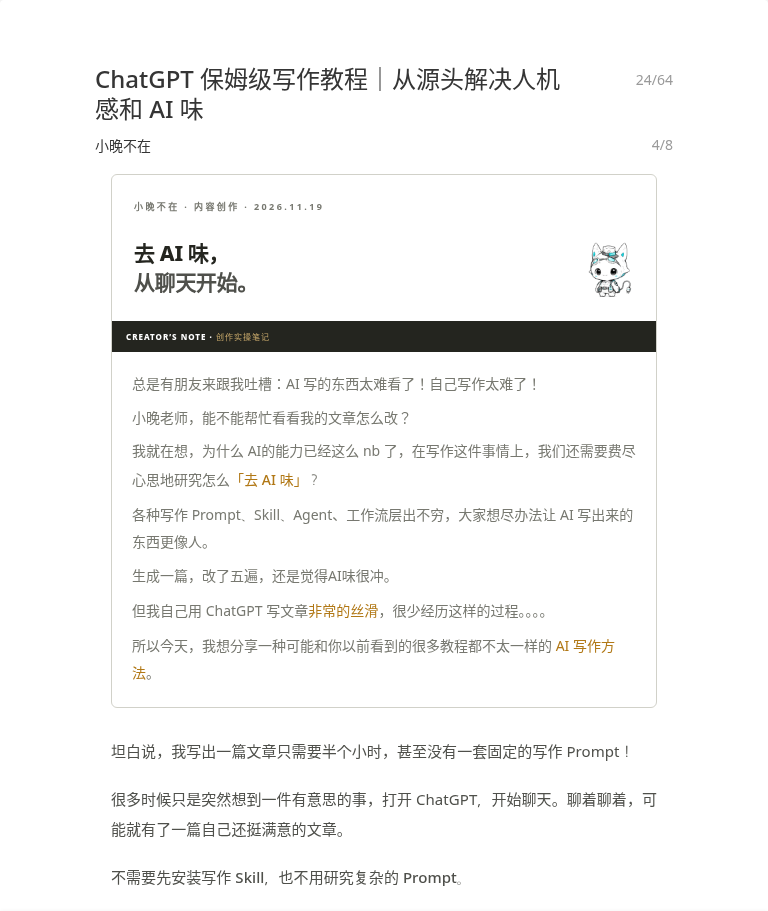 ChatGPT 保姆级写作教程｜从源头解决人机
感和 AI 味
24/64
小晚不在
4/8
小晚不在 · 内容创作 · 2026.11.19
去 AI 味，
从聊天开始。
CREATOR'S NOTE · 创作实操笔记
总是有朋友来跟我吐槽：AI 写的东西太难看了！自己写作太难了！
小晚老师，能不能帮忙看看我的文章怎么改？
我就在想，为什么 AI的能力已经这么 nb 了，在写作这件事情上，我们还需要费尽
心思地研究怎么「去 AI 味」？
各种写作 Prompt、Skill、Agent、工作流层出不穷，大家想尽办法让 AI 写出来的
东西更像人。
生成一篇，改了五遍，还是觉得AI味很冲。
但我自己用 ChatGPT 写文章非常的丝滑，很少经历这样的过程。。。。
所以今天，我想分享一种可能和你以前看到的很多教程都不太一样的 AI 写作方
法。
坦白说，我写出一篇文章只需要半个小时，甚至没有一套固定的写作 Prompt！
很多时候只是突然想到一件有意思的事，打开 ChatGPT，开始聊天。聊着聊着，可
能就有了一篇自己还挺满意的文章。
不需要先安装写作 Skill，也不用研究复杂的 Prompt。